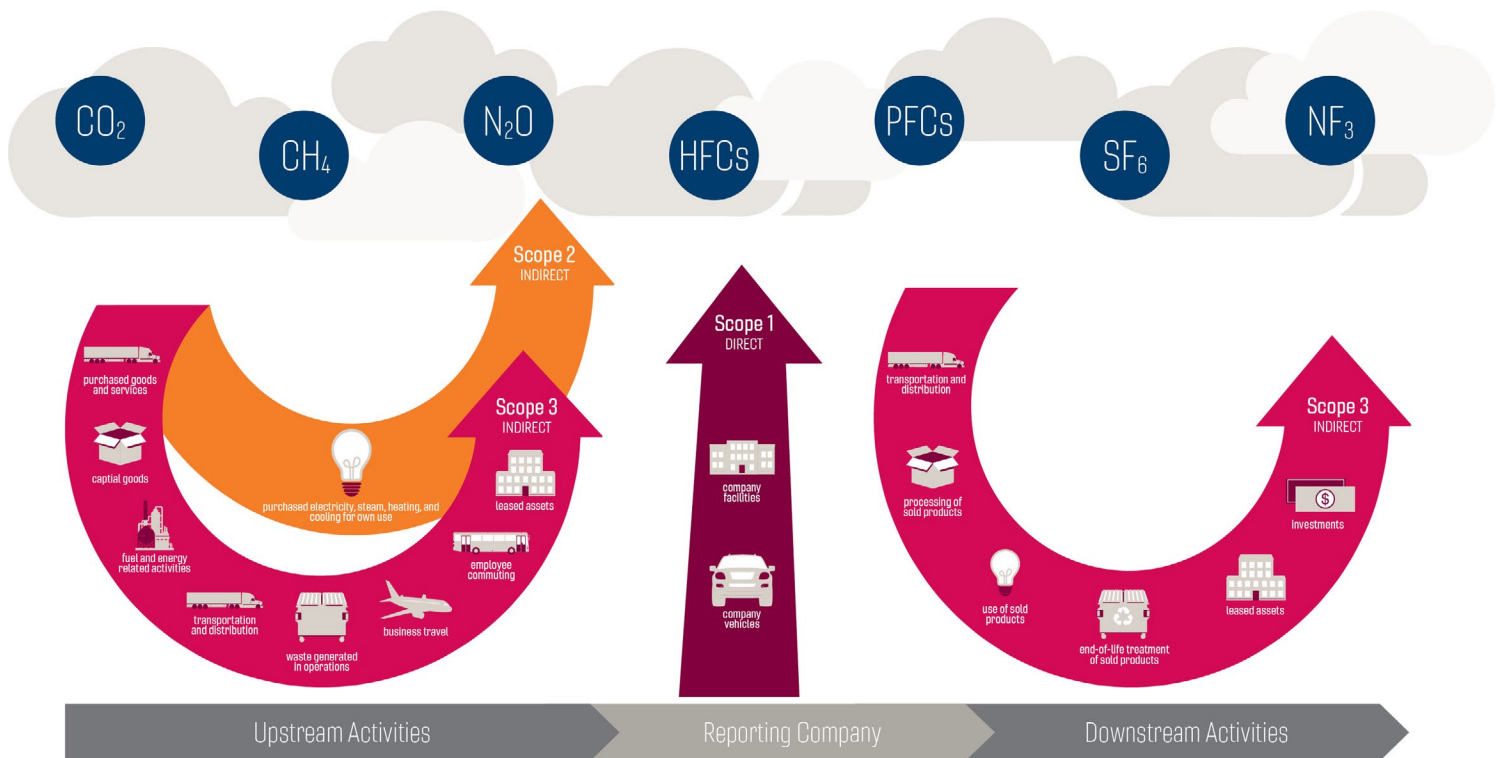 CO₂
CH₄
N₂O
HFCs
PFCs
SF₆
NF₃
Scope 2
INDIRECT
purchased electricity, steam, heating, and
cooling for own use
purchased goods
and services
captial goods
fuel and energy
related activities
transportation
and distribution
waste generated
in operations
business travel
employee
commuting
leased assets
Scope 3
INDIRECT
Scope 1
DIRECT
company
facilities
company
vehicles
transportation and
distribution
processing of
sold products
use of sold
products
end-of-life treatment
of sold products
leased assets
investments
$
Scope 3
INDIRECT
Upstream Activities
Reporting Company
Downstream Activities